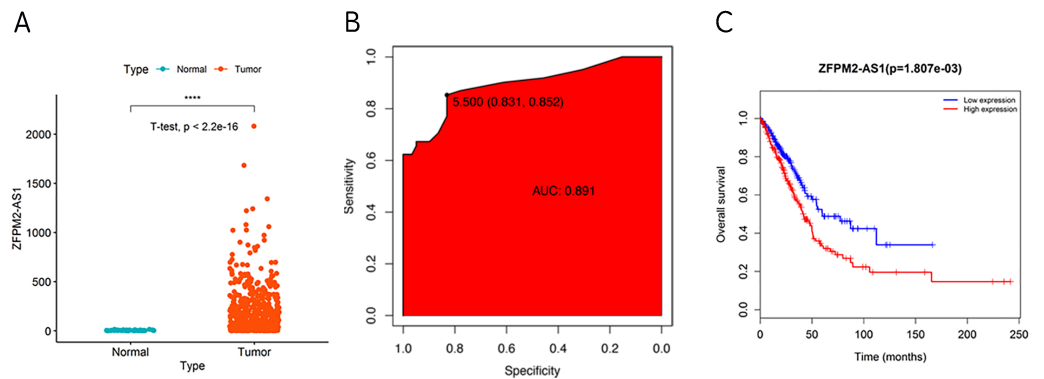 A
Type Normal Tumor
****
T-test, p < 2.2e-16
ZFPM2-AS1
2000
1500
1000
500
0
Normal Tumor
Type
B
Sensitivity
1.0
0.8
0.6
0.4
0.2
0.0
5.500 (0.831, 0.852)
AUC: 0.891
1.0 0.8 0.6 0.4 0.2 0.0
Specificity
C
ZFPM2-AS1(p=1.807e-03)
Low expression
High expression
Overall survival
1.0
0.8
0.6
0.4
0.2
0.0
0 50 100 150 200 250
Time (months)